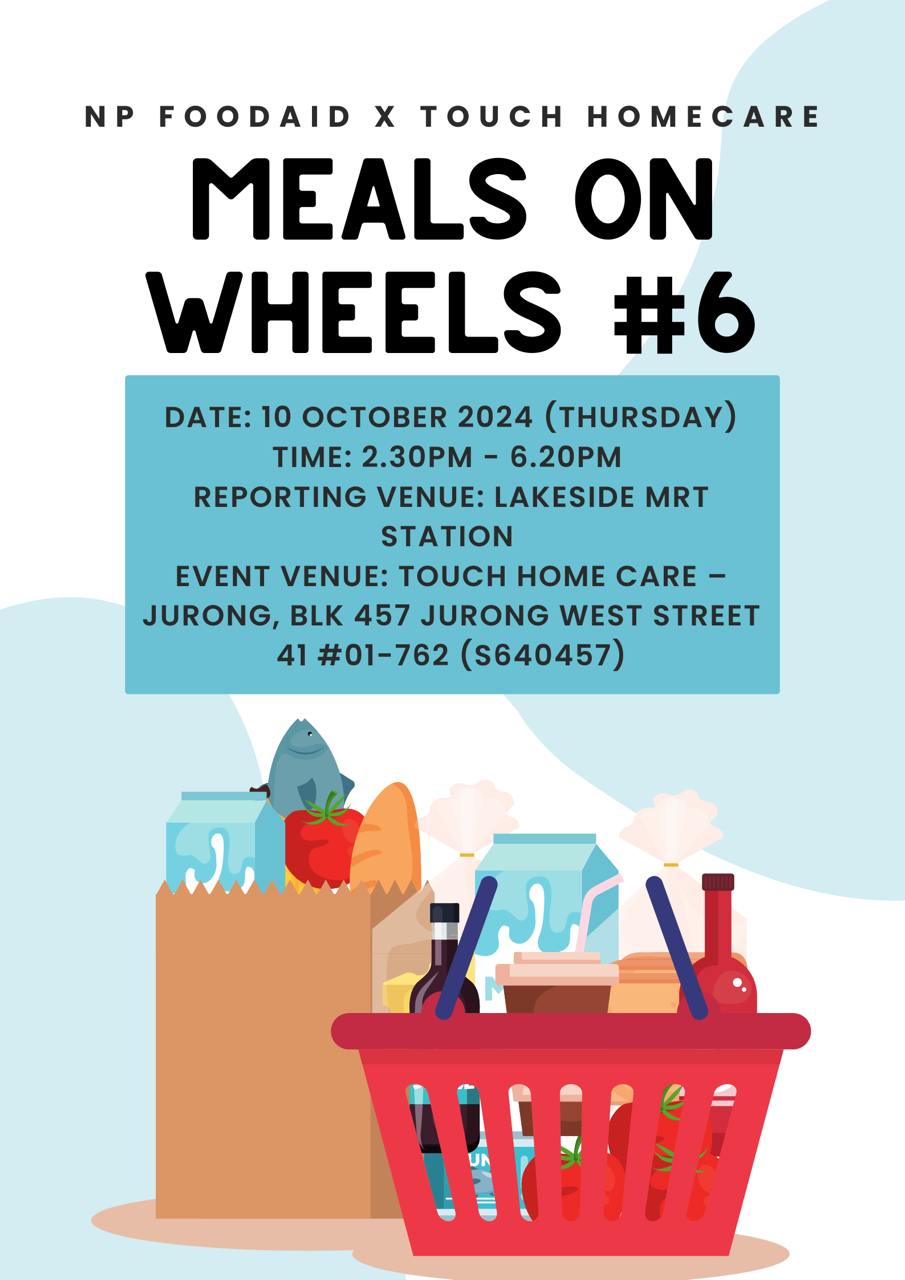 NP FOODAID X TOUCH HOMECARE
MEALS ON
WHEELS #6
DATE: 10 OCTOBER 2024 (THURSDAY)
TIME: 2.30PM - 6.20PM
REPORTING VENUE: LAKESIDE MRT
STATION
EVENT VENUE: TOUCH HOME CARE –
JURONG, BLK 457 JURONG WEST STREET
41 #01-762 (S640457)